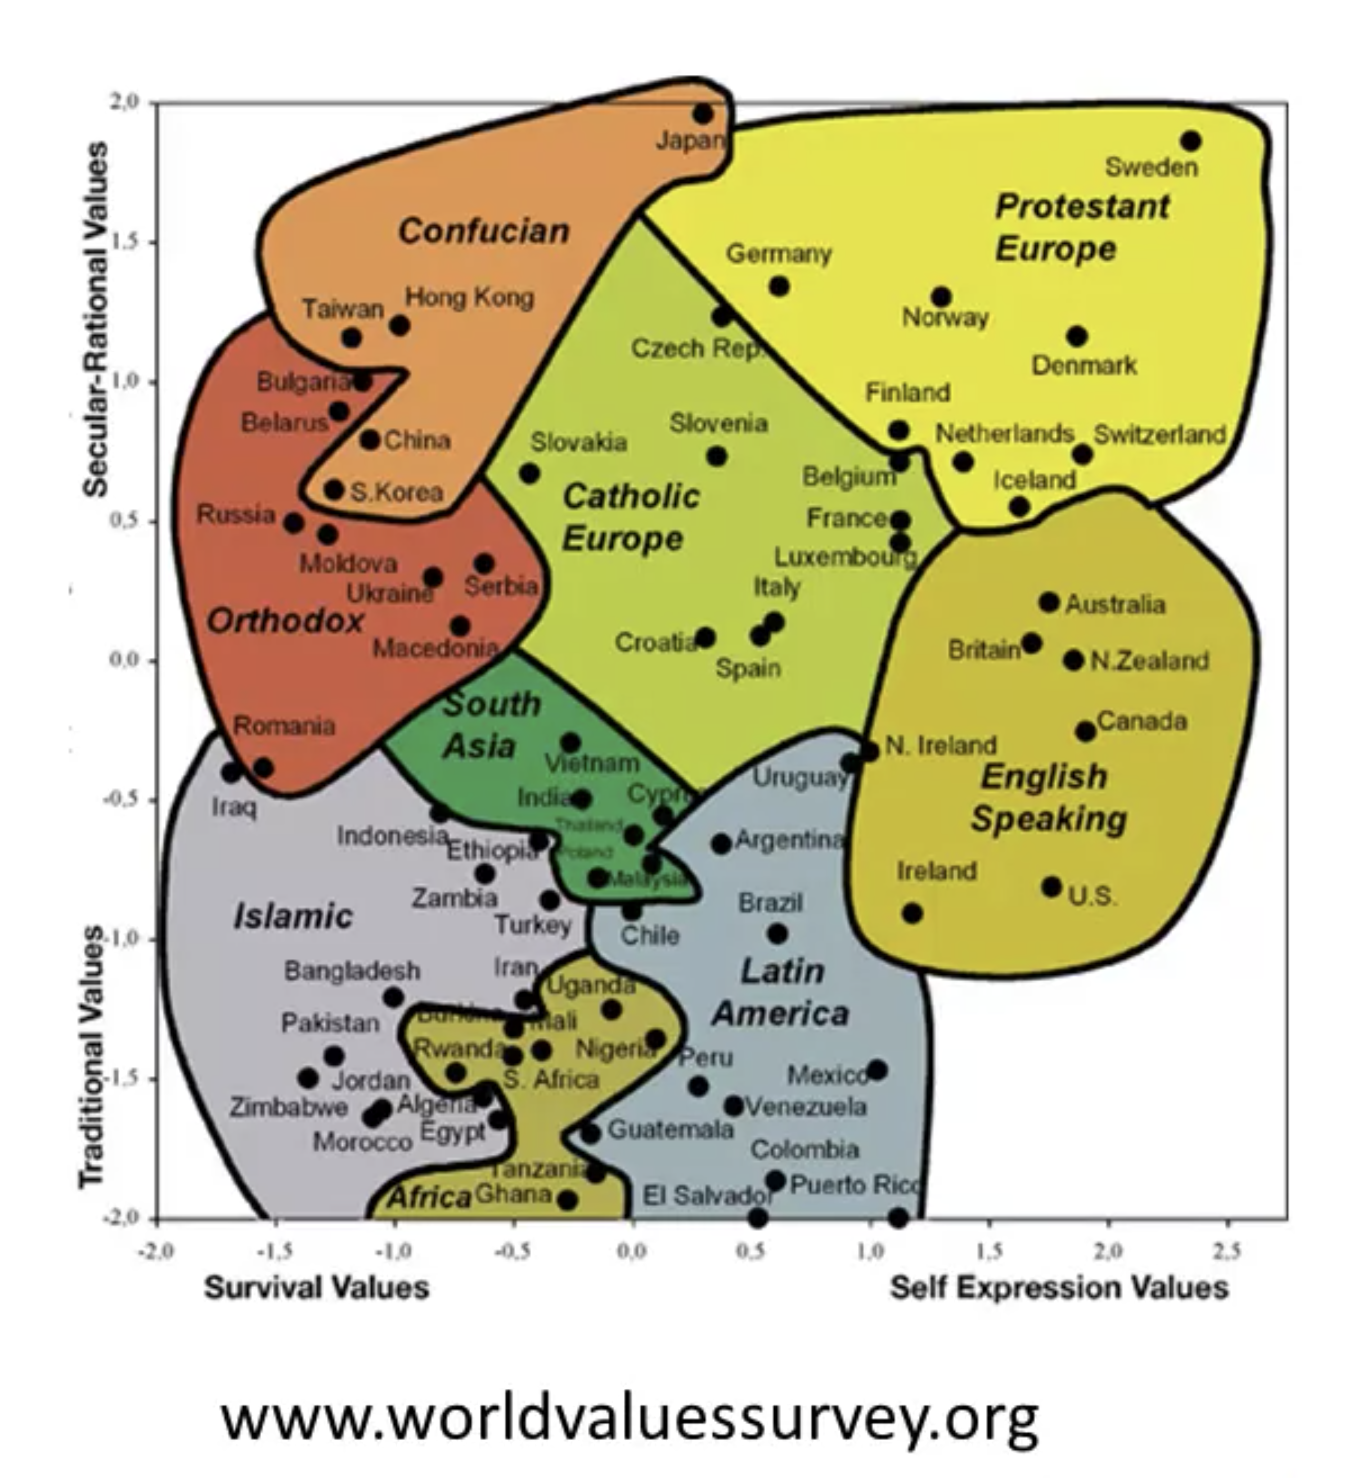 2,0
Japan
Sweden
Protestant
Europe
Confucian
Secular-Rational Values
1,5
Germany
Taiwan
Hong Kong
Norway
Czech Rep.
Denmark
1,0
Bulgaria
Finland
Belarus
China
Slovakia
Slovenia
Netherlands
Switzerland
Belgium
Iceland
S.Korea
Catholic
Europe
0,5
Russia
France
Moldova
Luxembourg
Ukraine
Serbia
Italy
Orthodox
Australia
Macedonia
Croatia
Britain
0,0
Spain
N.Zealand
South
Asia
Romania
Canada
Vietnam
N. Ireland
Uruguay
English
Speaking
-0,5
Iraq
India
Cypru
Thailand
Indonesia
Ethiopia
Poland
Argentina
Malaysia
Ireland
U.S.
Zambia
Brazil
Islamic
Turkey
Chile
-1,0
Traditional Values
Bangladesh
Iran
Uganda
Latin
America
Pakistan
Burkina
Mali
Rwanda
Nigeria
Peru
Mexico
-1,5
Jordan
S. Africa
Zimbabwe
Algeria
Venezuela
Morocco
Egypt
Guatemala
Colombia
Tanzania
Africa
Ghana
El Salvador
Puerto Rico
-2,0
-2,0 -1,5 -1,0 -0,5 0,0 0,5 1,0 1,5 2,0 2,5
Survival Values
Self Expression Values
www.worldvaluessurvey.org